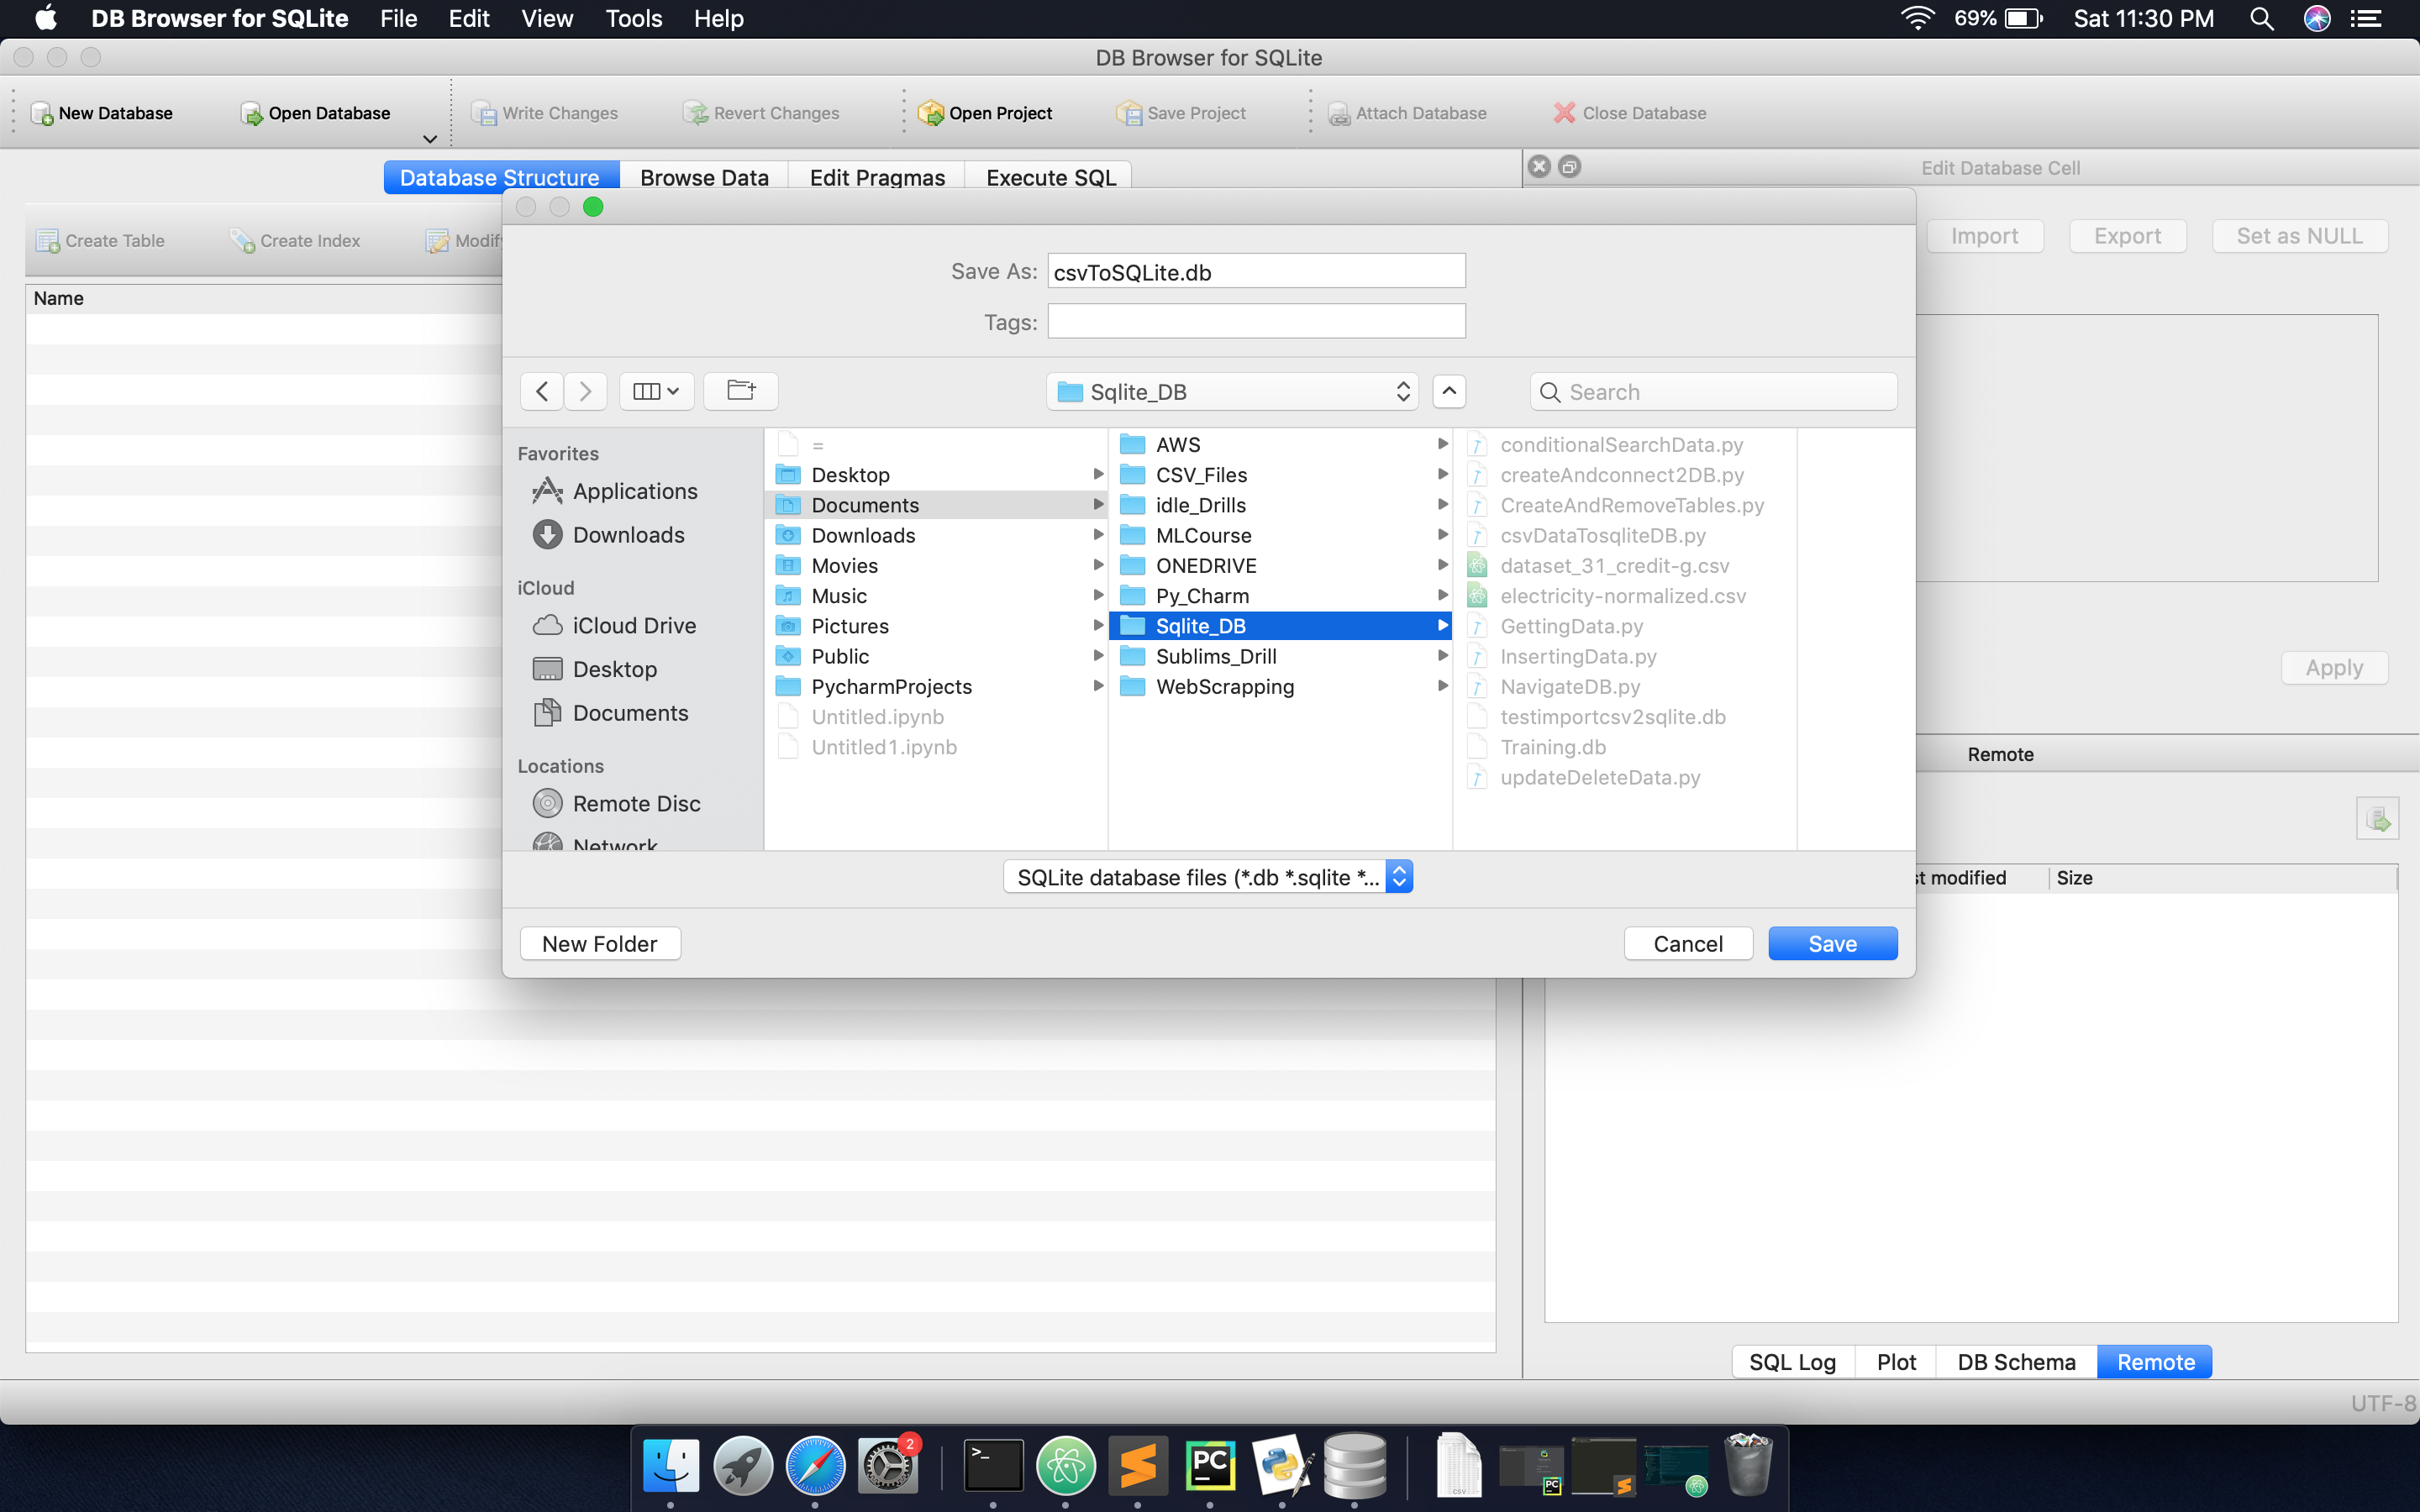 DB Browser for SQLite File Edit View Tools Help 69% Sat 11:30 PM
DB Browser for SQLite
New Database Open Database Write Changes Revert Changes Open Project Save Project Attach Database Close Database
Database Structure Browse Data Edit Pragmas Execute SQL
Edit Database Cell
Create Table Create Index
Import Export Set as NULL
Name
Save As: csvToSQLite.db
Tags:
Sqlite_DB
Search
Favorites
Applications
Downloads
iCloud
iCloud Drive
Desktop
Documents
Locations
Remote Disc
Network
=
Desktop
Documents
Downloads
Movies
Music
Pictures
Public
PycharmProjects
Untitled.ipynb
Untitled1.ipynb
AWS
CSV_Files
idle_Drills
MLCourse
ONEDRIVE
Py_Charm
Sqlite_DB
Sublims_Drill
WebScrapping
conditionalSearchData.py
createAndconnect2DB.py
CreateAndRemoveTables.py
csvDataTosqliteDB.py
dataset_31_credit-g.csv
electricity-normalized.csv
GettingData.py
InsertingData.py
NavigateDB.py
testimportcsv2sqlite.db
Training.db
updateDeleteData.py
SQLite database files (*.db *.sqlite *...
New Folder Cancel Save
Apply
Remote
st modified Size
SQL Log Plot DB Schema Remote
UTF-8
2
>_
PC
CSV
PC